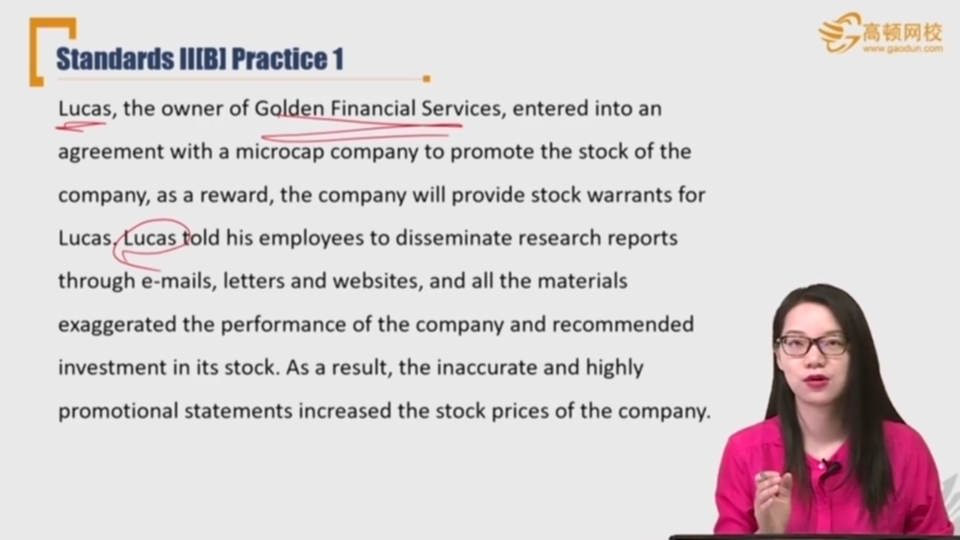 高顿网校
www.gaodun.com
Standards II[B] Practice 1
Lucas, the owner of Golden Financial Services, entered into an
agreement with a microcap company to promote the stock of the
company, as a reward, the company will provide stock warrants for
Lucas. Lucas told his employees to disseminate research reports
through e-mails, letters and websites, and all the materials
exaggerated the performance of the company and recommended
investment in its stock. As a result, the inaccurate and highly
promotional statements increased the stock prices of the company.